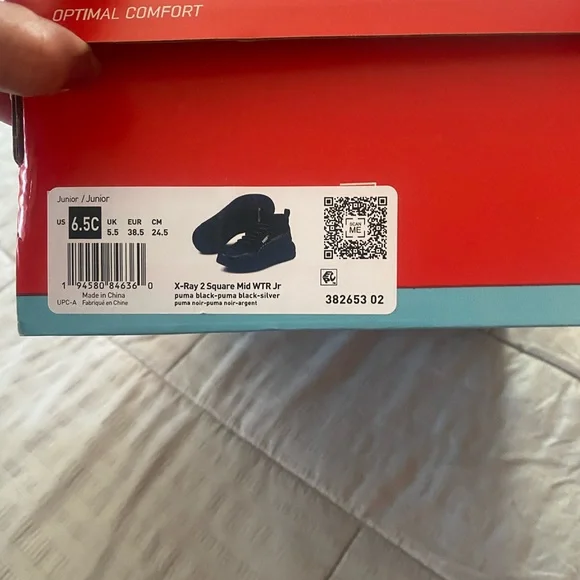 OPTIMAL COMFORT
Junior / Junior
US 6.5C UK 5.5 EUR 38.5 CM 24.5
SCAN ME
1 94580 84636 0
Made in China
UPC-A Fabriqué en Chine
X-Ray 2 Square Mid WTR Jr
puma black-puma black-silver
puma noir-puma noir-argent
382653 02